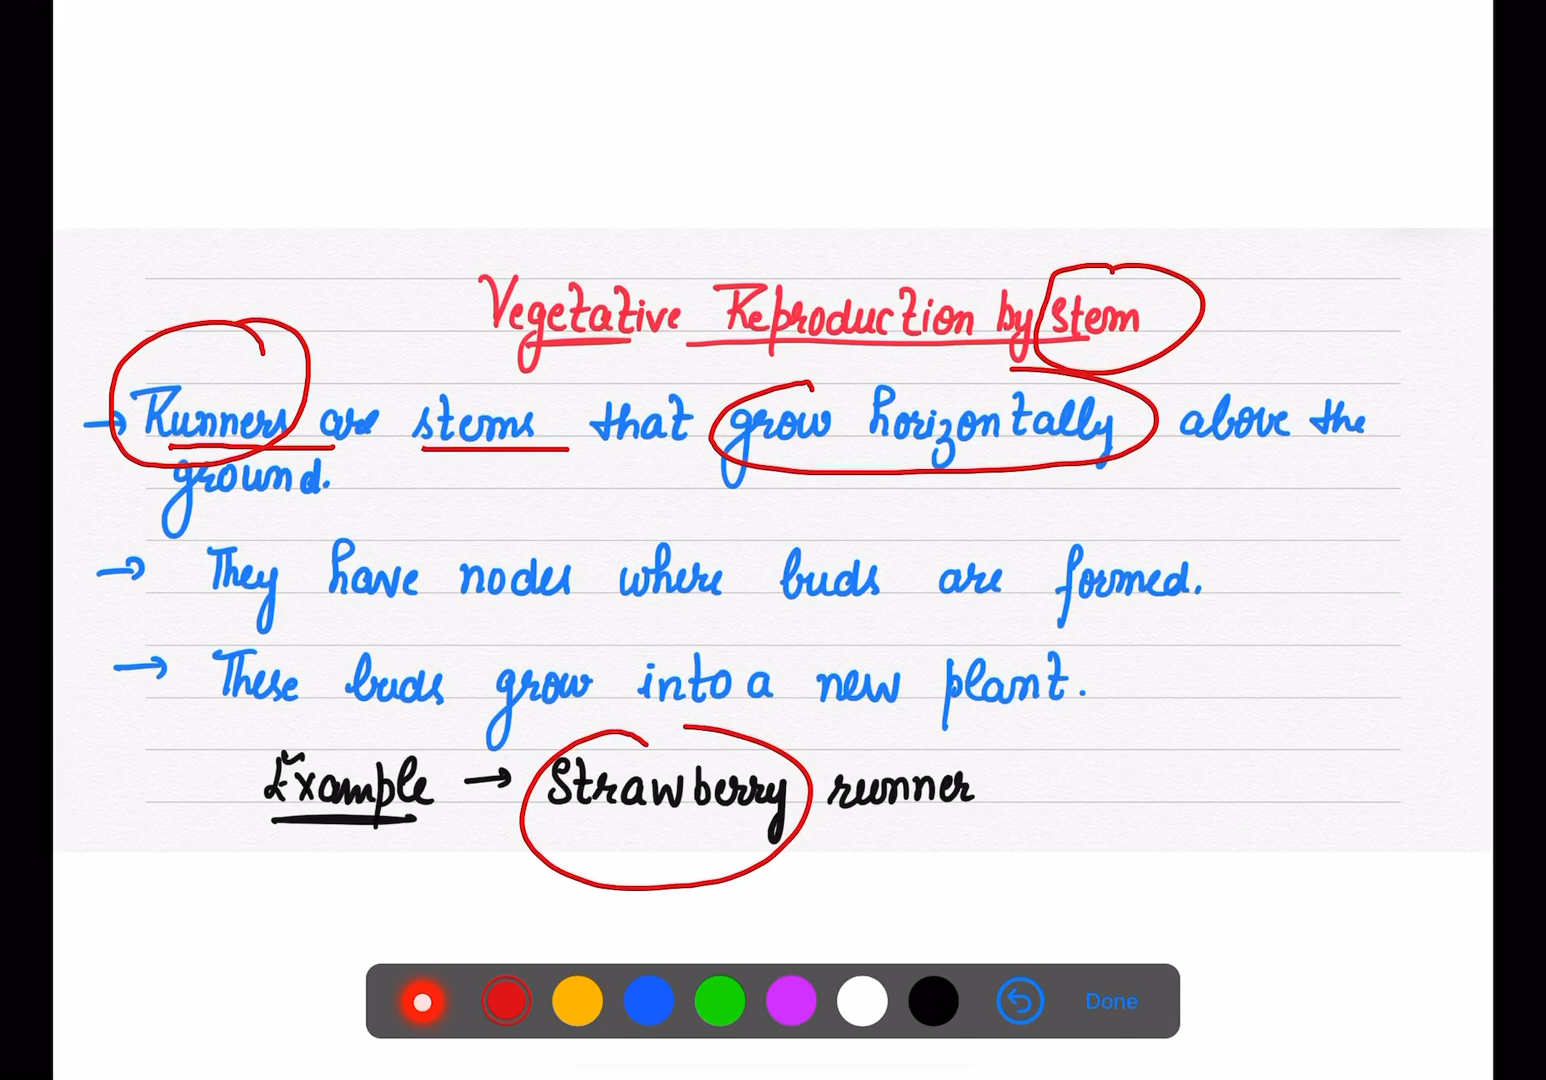 Vegetative Reproduction by stem
→ Runners are stems that grow horizontally above the
ground.
→ They have nodes where buds are formed.
→ These buds grow into a new plant.
Example → Strawberry runner
Done